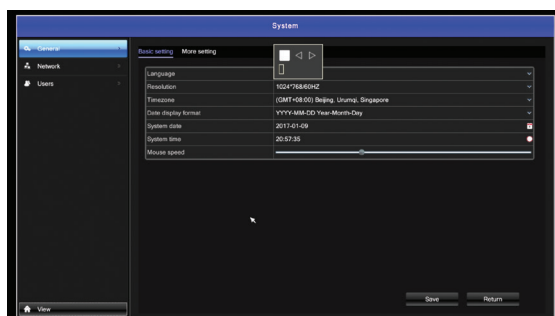 System
General
Network
Users
Basic setting More setting
Language
Resolution 1024*768/60HZ
Timezone (GMT+08:00) Beijing, Urumqi, Singapore
Date display format YYYY-MM-DD Year-Month-Day
System date 2017-01-09
System time 20:57:35
Mouse speed
Save Return
View